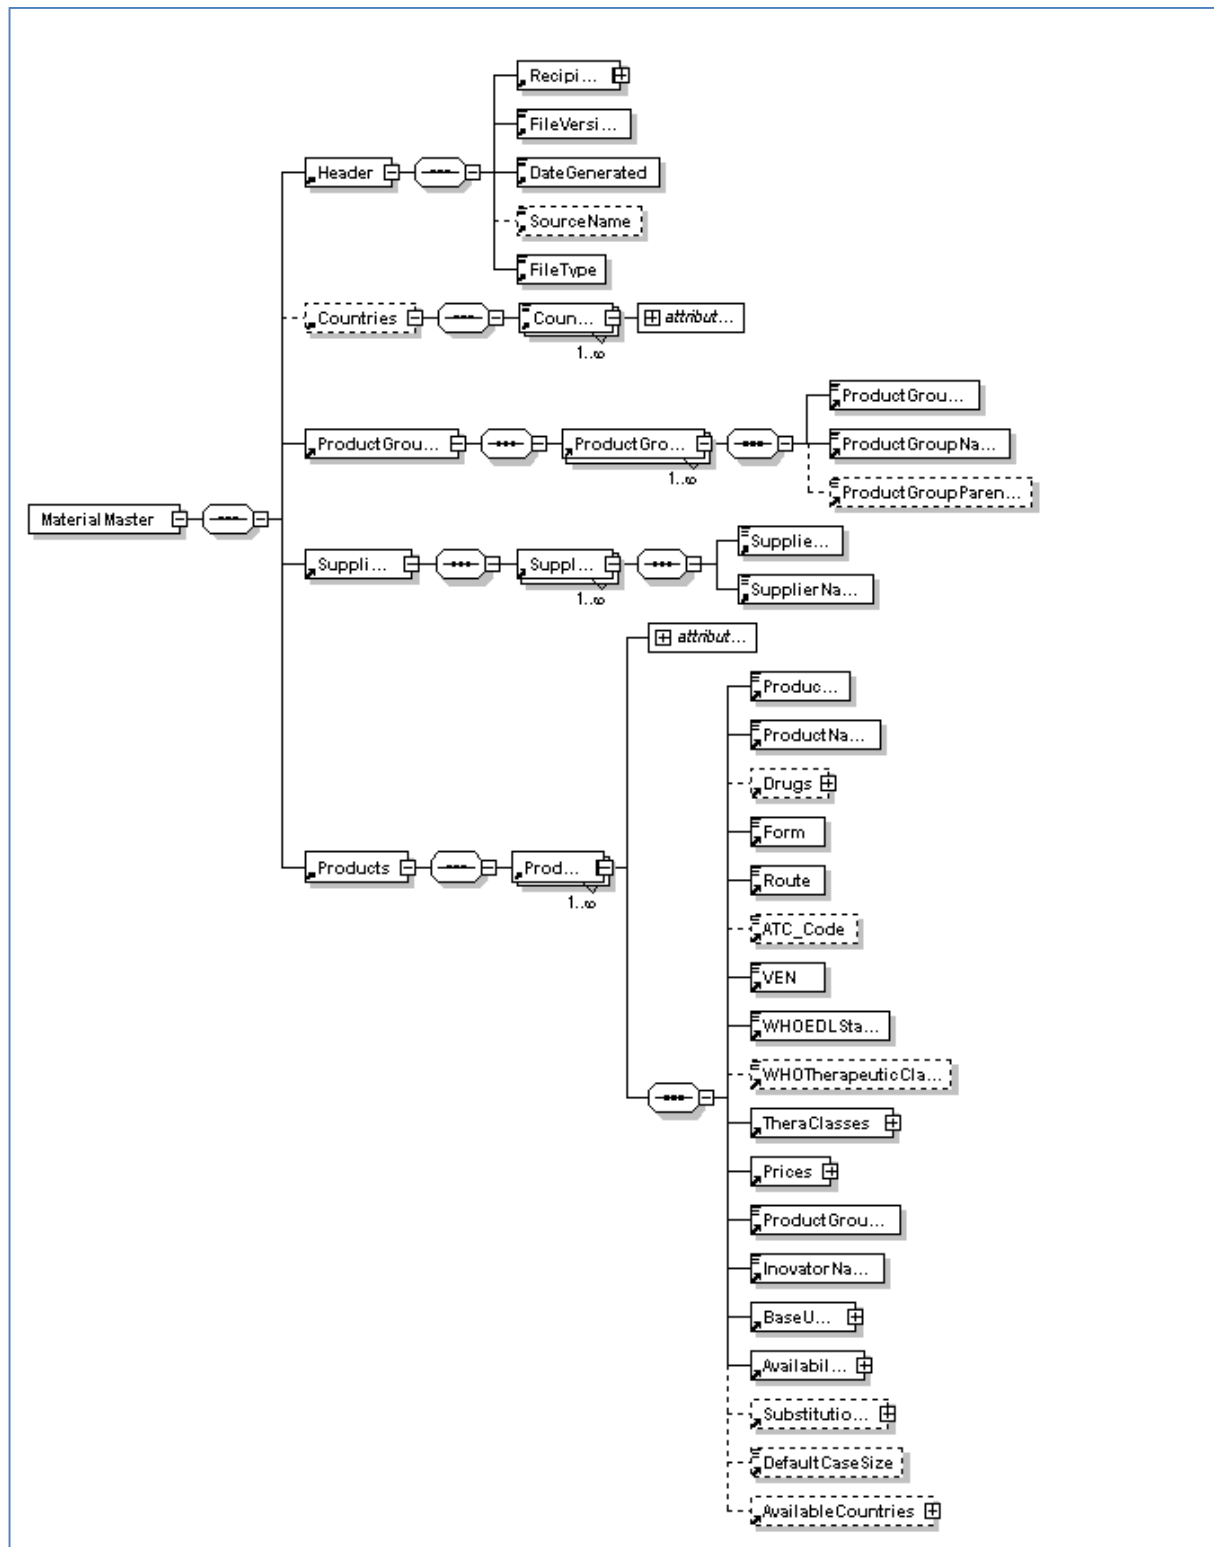 Recipi...
FileVersi...
Header
DateGenerated
SourceName
FileType
Countries
Coun...
attribut...
1..∞
ProductGrou...
ProductGrou...
ProductGro...
ProductGroupNa...
1..∞
ProductGroupParen...
MaterialMaster
Supplie...
Suppli...
Suppl...
SupplierNa...
1..∞
attribut...
Produc...
ProductNa...
Drugs
Form
Products
Prod...
Route
1..∞
ATC_Code
VEN
WHOEDLSta...
WHOTherapeuticCla...
TheraClasses
Prices
ProductGrou...
InovatorNa...
BaseU...
Availabil...
Substitutio...
DefaultCaseSize
AvailableCountries